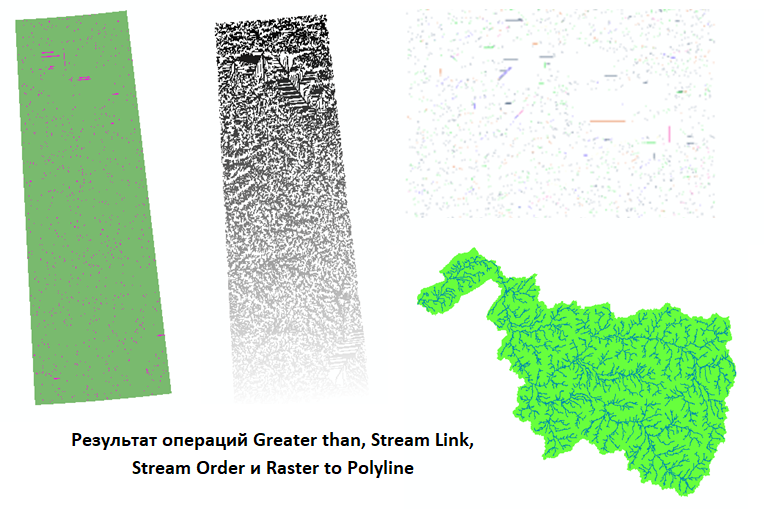 Результат операций Greater than, Stream Link,
Stream Order и Raster to Polyline